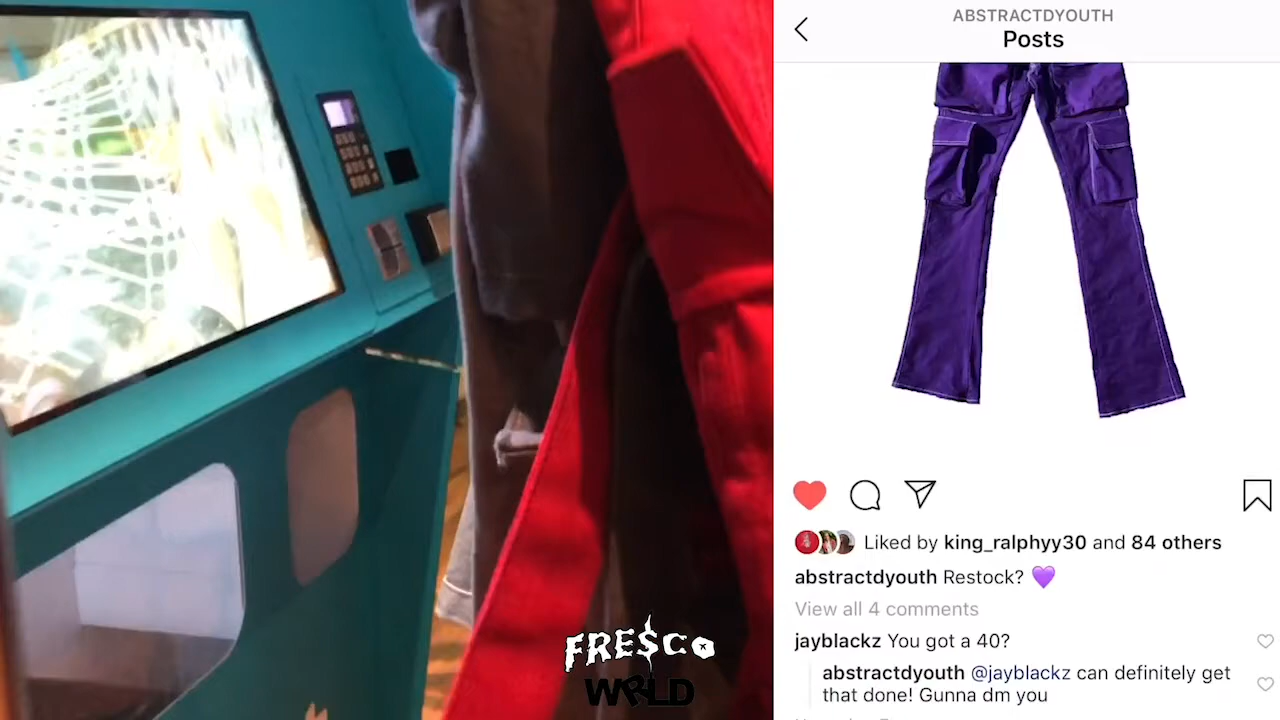 FRE$CO
WRLD
ABSTRACTDYOUTH
Posts
Liked by king_ralphyy30 and 84 others
abstractdyouth Restock? 💜
View all 4 comments
jayblackz You got a 40?
abstractdyouth @jayblackz can definitely get
that done! Gunna dm you